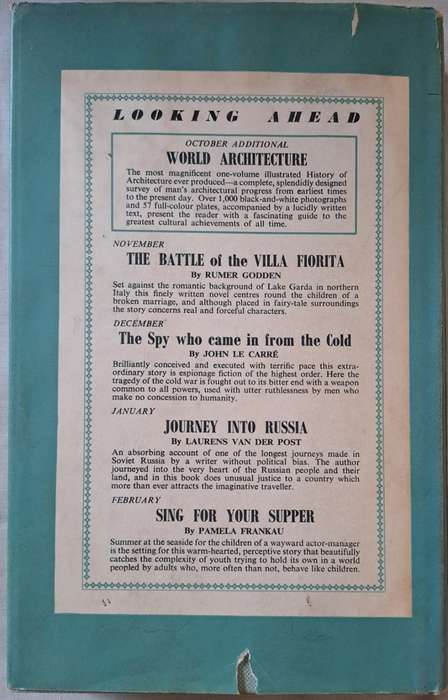 LOOKING AHEAD
OCTOBER ADDITIONAL
WORLD ARCHITECTURE
The most magnificent one-volume illustrated History of
Architecture ever produced—a complete, splendidly designed
survey of man's architectural progress from earliest times
to the present day. Over 1,000 black-and-white photographs
and 57 full-colour plates, accompanied by a lucidly written
text, present the reader with a fascinating guide to the
greatest cultural achievements of all time.
NOVEMBER
THE BATTLE of the VILLA FIORITA
By RUMER GODDEN
Set against the romantic background of Lake Garda in northern
Italy this finely written novel centres round the children of a
broken marriage, and although placed in fairy-tale surroundings
the story concerns real and forceful characters.
DECEMBER
The Spy who came in from the Cold
By JOHN LE CARRÉ
Brilliantly conceived and executed with terrific pace this extra-
ordinary story is espionage fiction of the highest order. Here the
tragedy of the cold war is fought out to its bitter end with a weapon
common to all powers, used with utter ruthlessness by men who
make no concession to humanity.
JANUARY
JOURNEY INTO RUSSIA
By LAURENS VAN DER POST
An absorbing account of one of the longest journeys made in
Soviet Russia by a writer without political bias. The author
journeyed into the very heart of the Russian people and their
land, and in this book does unusual justice to a country which
more than ever attracts the imaginative traveller.
FEBRUARY
SING FOR YOUR SUPPER
By PAMELA FRANKAU
Summer at the seaside for the children of a wayward actor-manager
is the setting for this warm-hearted, perceptive story that beautifully
catches the complexity of youth trying to hold its own in a world
peopled by adults who, more often than not, behave like children.